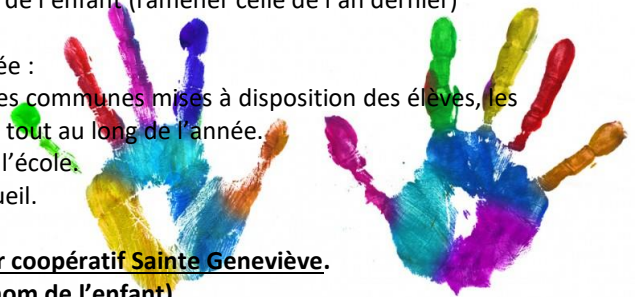 de l'enfant (ramener celle de l'an dernier)
ée :
es communes mises à disposition des élèves, les
tout au long de l'année.
l'école.
ueil.
r coopératif Sainte Geneviève.
nom de l'enfant)